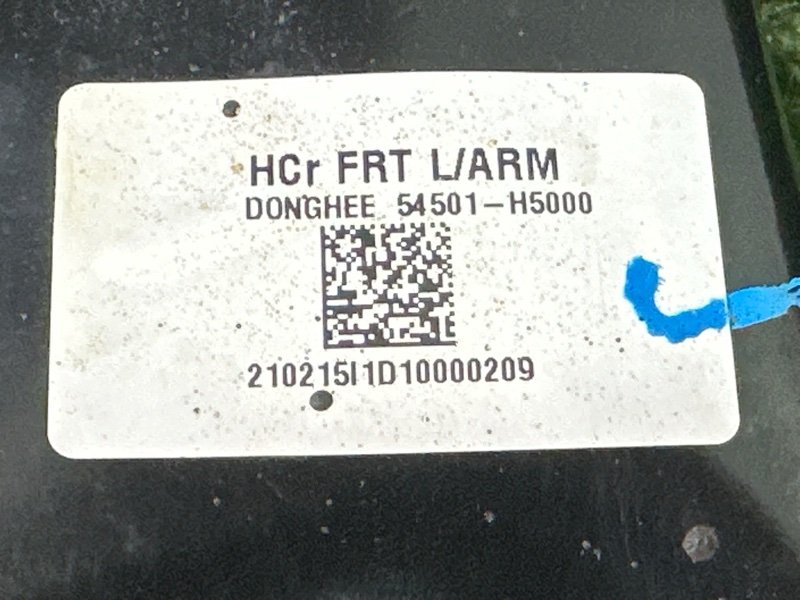 HCr FRT L/ARM
DONGHEE 54501-H5000
210215I1D10000209